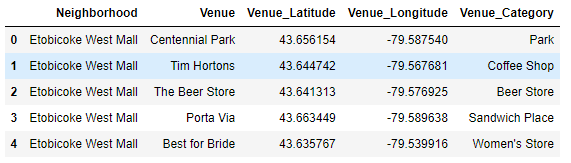 Neighborhood Venue Venue_Latitude Venue_Longitude Venue_Category
0 Etobicoke West Mall Centennial Park 43.656154 -79.587540 Park
1 Etobicoke West Mall Tim Hortons 43.644742 -79.567681 Coffee Shop
2 Etobicoke West Mall The Beer Store 43.641313 -79.576925 Beer Store
3 Etobicoke West Mall Porta Via 43.663449 -79.589638 Sandwich Place
4 Etobicoke West Mall Best for Bride 43.635767 -79.539916 Women's Store